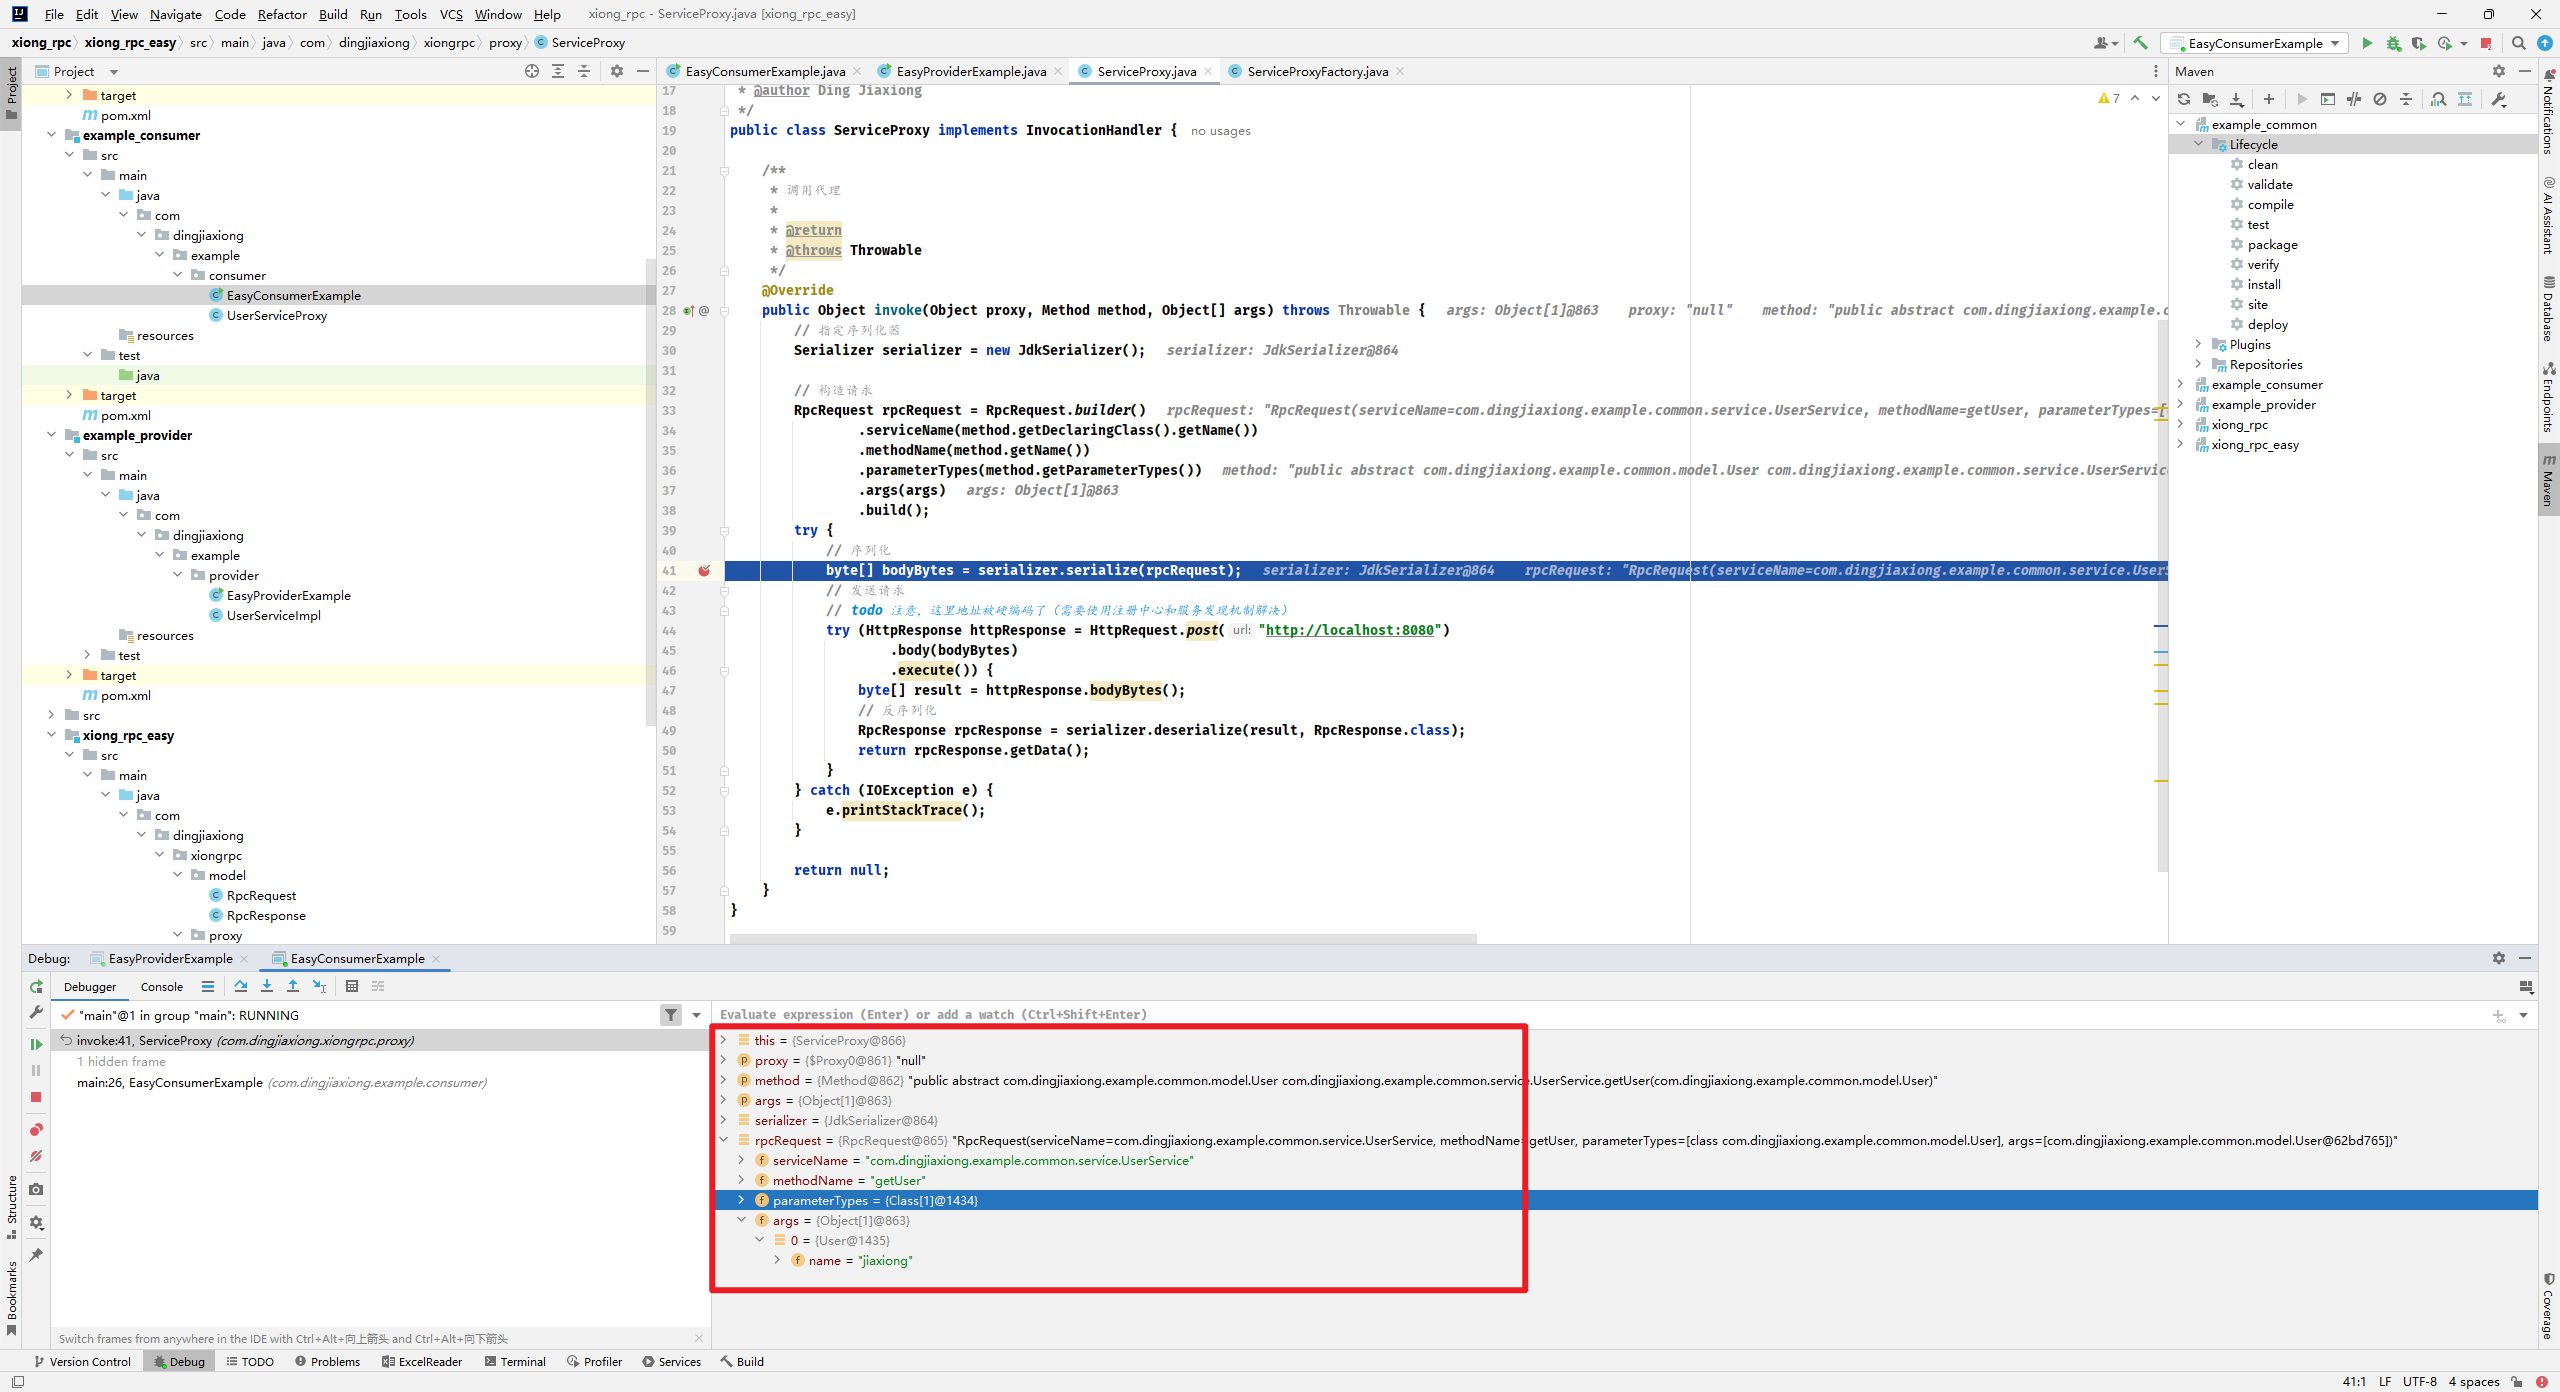 File Edit View Navigate Code Refactor Build Run Tools VCS Window Help xiong_rpc - ServiceProxy.java [xiong_rpc_easy]
xiong_rpc xiong_rpc_easy src main java com dingjiaxiong xiongrpc proxy ServiceProxy EasyConsumerExample
Project
Project
target
pom.xml
example_consumer
src
main
java
com
dingjiaxiong
example
consumer
EasyConsumerExample
UserServiceProxy
resources
test
java
target
pom.xml
example_provider
src
main
java
com
dingjiaxiong
example
provider
EasyProviderExample
UserServiceImpl
resources
test
target
pom.xml
src
xiong_rpc_easy
src
main
java
com
dingjiaxiong
xiongrpc
model
RpcRequest
RpcResponse
proxy
EasyConsumerExample.java EasyProviderExample.java ServiceProxy.java ServiceProxyFactory.java
7
17 * @author Ding Jiaxiong
18 */
19 public class ServiceProxy implements InvocationHandler { no usages
20
21 /**
22 * 调用代理
23 *
24 * @return
25 * @throws Throwable
26 */
27 @Override
28 public Object invoke(Object proxy, Method method, Object[] args) throws Throwable { args: Object[1]@863 proxy: "null" method: "public abstract com.dingjiaxiong.example.c
29 // 指定序列化器
30 Serializer serializer = new JdkSerializer(); serializer: JdkSerializer@864
31
32 // 构造请求
33 RpcRequest rpcRequest = RpcRequest.builder() rpcRequest: "RpcRequest(serviceName=com.dingjiaxiong.example.common.service.UserService, methodName=getUser, parameterTypes=[
34 .serviceName(method.getDeclaringClass().getName())
35 .methodName(method.getName())
36 .parameterTypes(method.getParameterTypes()) method: "public abstract com.dingjiaxiong.example.common.model.User com.dingjiaxiong.example.common.service.UserServic
37 .args(args) args: Object[1]@863
38 .build();
39 try {
40 // 序列化
41 byte[] bodyBytes = serializer.serialize(rpcRequest); serializer: JdkSerializer@864 rpcRequest: "RpcRequest(serviceName=com.dingjiaxiong.example.common.service.UserS
42 // 发送请求
43 // todo 注意，这里地址被硬编码了（需要使用注册中心和服务发现机制解决）
44 try (HttpResponse httpResponse = HttpRequest.post( url: "http://localhost:8080")
45 .body(bodyBytes)
46 .execute()) {
47 byte[] result = httpResponse.bodyBytes();
48 // 反序列化
49 RpcResponse rpcResponse = serializer.deserialize(result, RpcResponse.class);
50 return rpcResponse.getData();
51 }
52 } catch (IOException e) {
53 e.printStackTrace();
54 }
55
56 return null;
57 }
58 }
59
Maven
example_common
Lifecycle
clean
validate
compile
test
package
verify
install
site
deploy
Plugins
Repositories
example_consumer
example_provider
xiong_rpc
xiong_rpc_easy
Notifications
AI Assistant
Database
Endpoints
Maven
Coverage
Debug: EasyProviderExample EasyConsumerExample
Debugger Console
"main"@1 in group "main": RUNNING
invoke:41, ServiceProxy (com.dingjiaxiong.xiongrpc.proxy)
1 hidden frame
main:26, EasyConsumerExample (com.dingjiaxiong.example.consumer)
Switch frames from anywhere in the IDE with Ctrl+Alt+向上箭头 and Ctrl+Alt+向下箭头
Evaluate expression (Enter) or add a watch (Ctrl+Shift+Enter)
this = {ServiceProxy@866}
proxy = {$Proxy0@861} "null"
method = {Method@862} "public abstract com.dingjiaxiong.example.common.model.User com.dingjiaxiong.example.common.service.UserService.getUser(com.dingjiaxiong.example.common.model.User)"
args = {Object[1]@863}
serializer = {JdkSerializer@864}
rpcRequest = {RpcRequest@865} "RpcRequest(serviceName=com.dingjiaxiong.example.common.service.UserService, methodName=getUser, parameterTypes=[class com.dingjiaxiong.example.common.model.User], args=[com.dingjiaxiong.example.common.model.User@62bd765])"
serviceName = "com.dingjiaxiong.example.common.service.UserService"
methodName = "getUser"
parameterTypes = {Class[1]@1434}
args = {Object[1]@863}
0 = {User@1435}
name = "jiaxiong"
Structure
Bookmarks
Version Control Debug TODO Problems ExcelReader Terminal Profiler Services Build
41:1 LF UTF-8 4 spaces